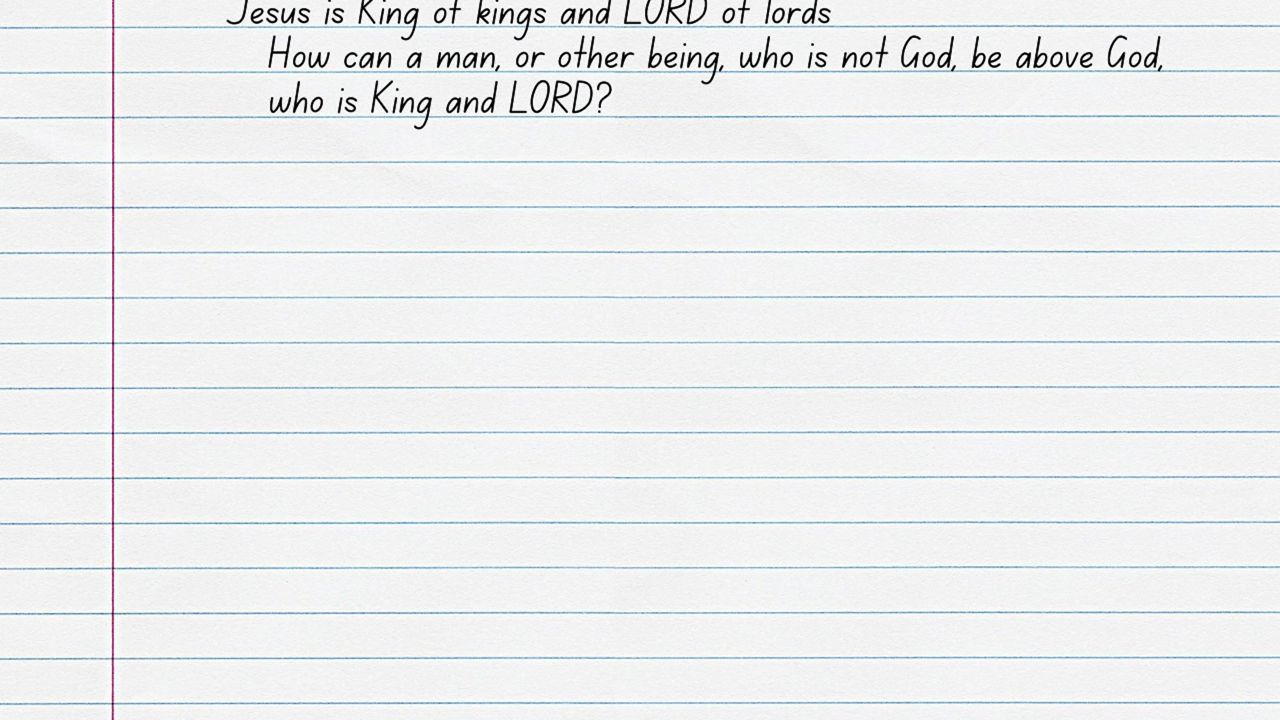 Jesus is King of kings and LORD of lords
How can a man, or other being, who is not God, be above God,
who is King and LORD?